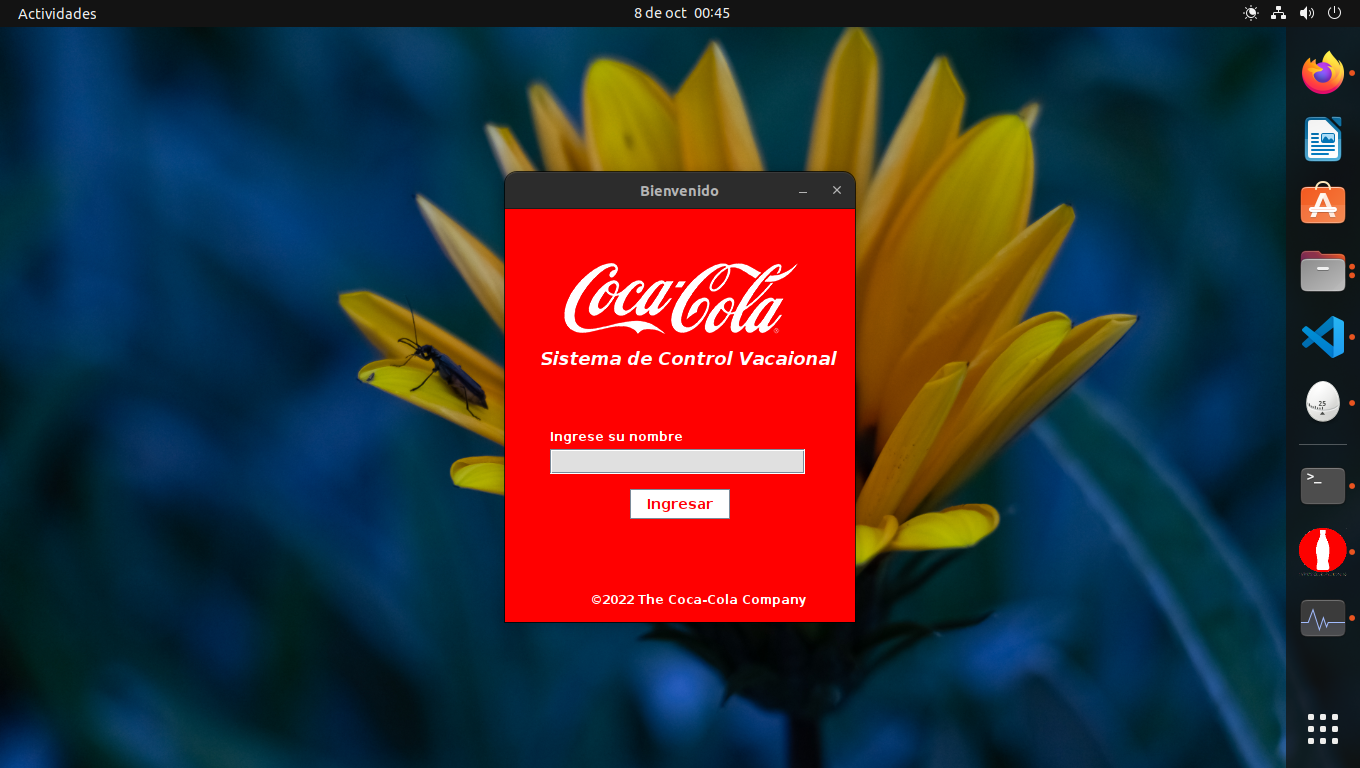 Actividades
8 de oct 00:45
Bienvenido
Coca-Cola
®
Sistema de Control Vacaional
Ingrese su nombre
Ingresar
©2022 The Coca-Cola Company
25
>_